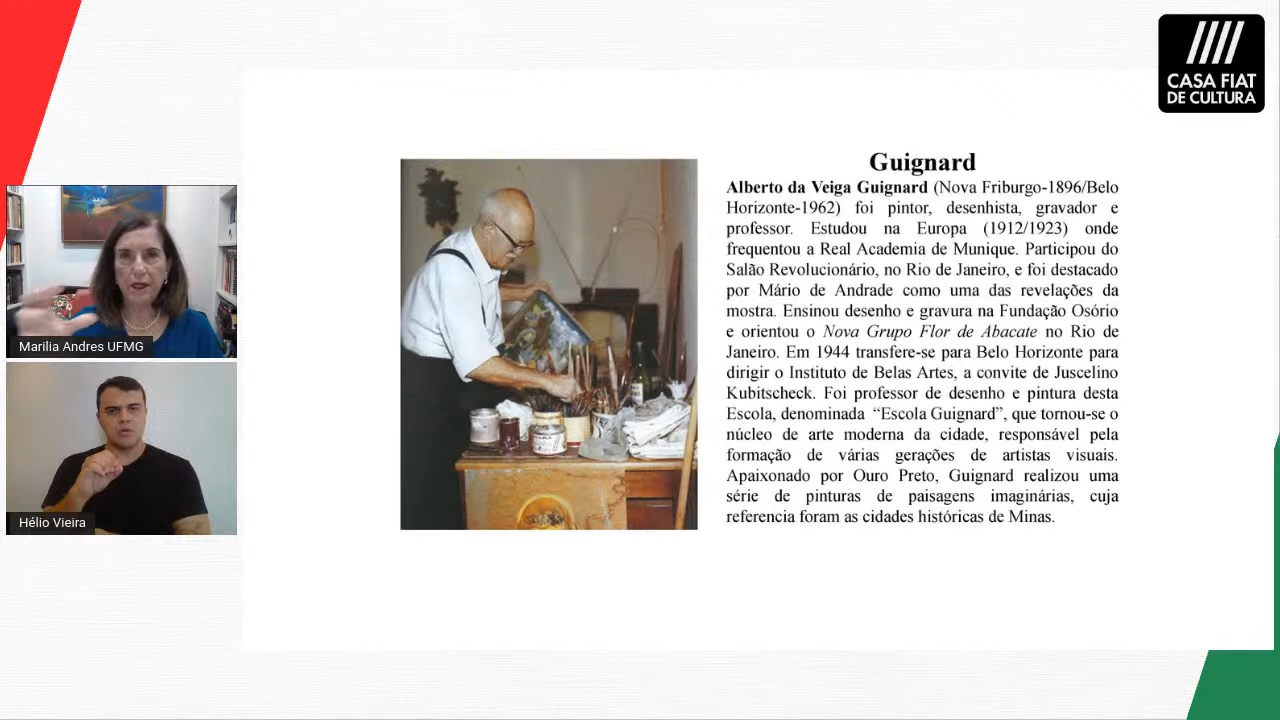 CASA FIAT
DE CULTURA
Guignard
Alberto da Veiga Guignard (Nova Friburgo-1896/Belo
Horizonte-1962) foi pintor, desenhista, gravador e
professor. Estudou na Europa (1912/1923) onde
frequentou a Real Academia de Munique. Participou do
Salão Revolucionário, no Rio de Janeiro, e foi destacado
por Mário de Andrade como uma das revelações da
mostra. Ensinou desenho e gravura na Fundação Osório
e orientou o Nova Grupo Flor de Abacate no Rio de
Janeiro. Em 1944 transfere-se para Belo Horizonte para
dirigir o Instituto de Belas Artes, a convite de Juscelino
Kubitscheck. Foi professor de desenho e pintura desta
Escola, denominada “Escola Guignard”, que tornou-se o
núcleo de arte moderna da cidade, responsável pela
formação de várias gerações de artistas visuais.
Apaixonado por Ouro Preto, Guignard realizou uma
série de pinturas de paisagens imaginárias, cuja
referencia foram as cidades históricas de Minas.
Marilia Andres UFMG
Hélio Vieira